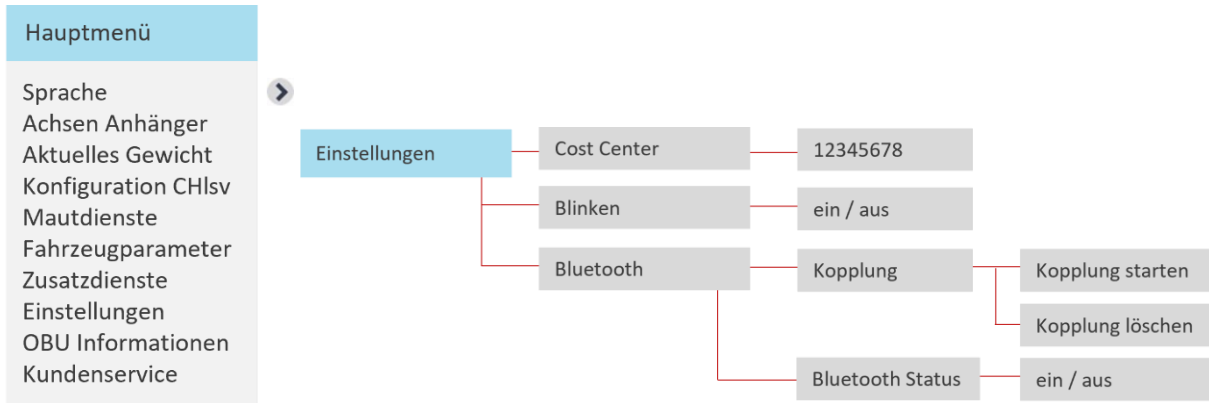 Hauptmenü
Sprache
Achsen Anhänger
Aktuelles Gewicht
Konfiguration CHlsv
Mautdienste
Fahrzeugparameter
Zusatzdienste
Einstellungen
OBU Informationen
Kundenservice
Einstellungen
Cost Center
12345678
Blinken
ein / aus
Bluetooth
Kopplung
Kopplung starten
Kopplung löschen
Bluetooth Status
ein / aus